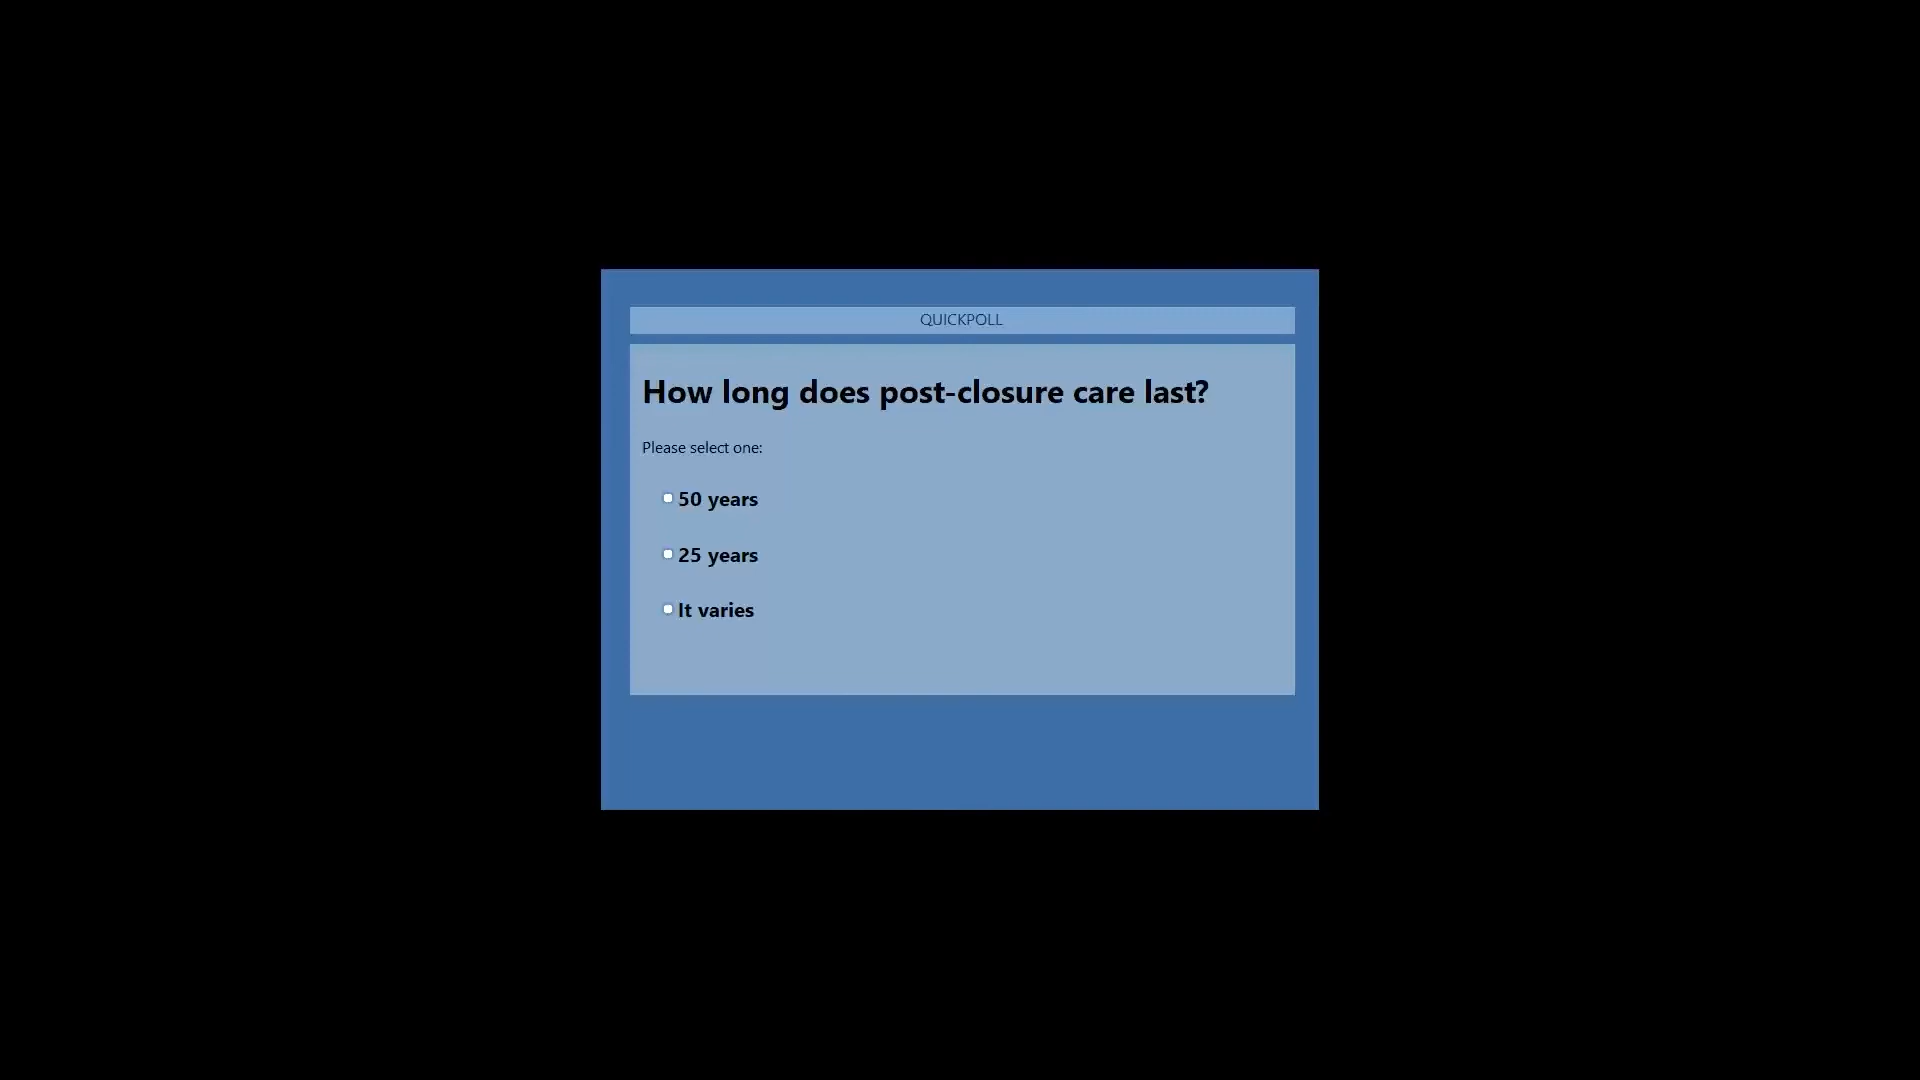 QUICKPOLL
How long does post-closure care last?
Please select one:
50 years
25 years
It varies